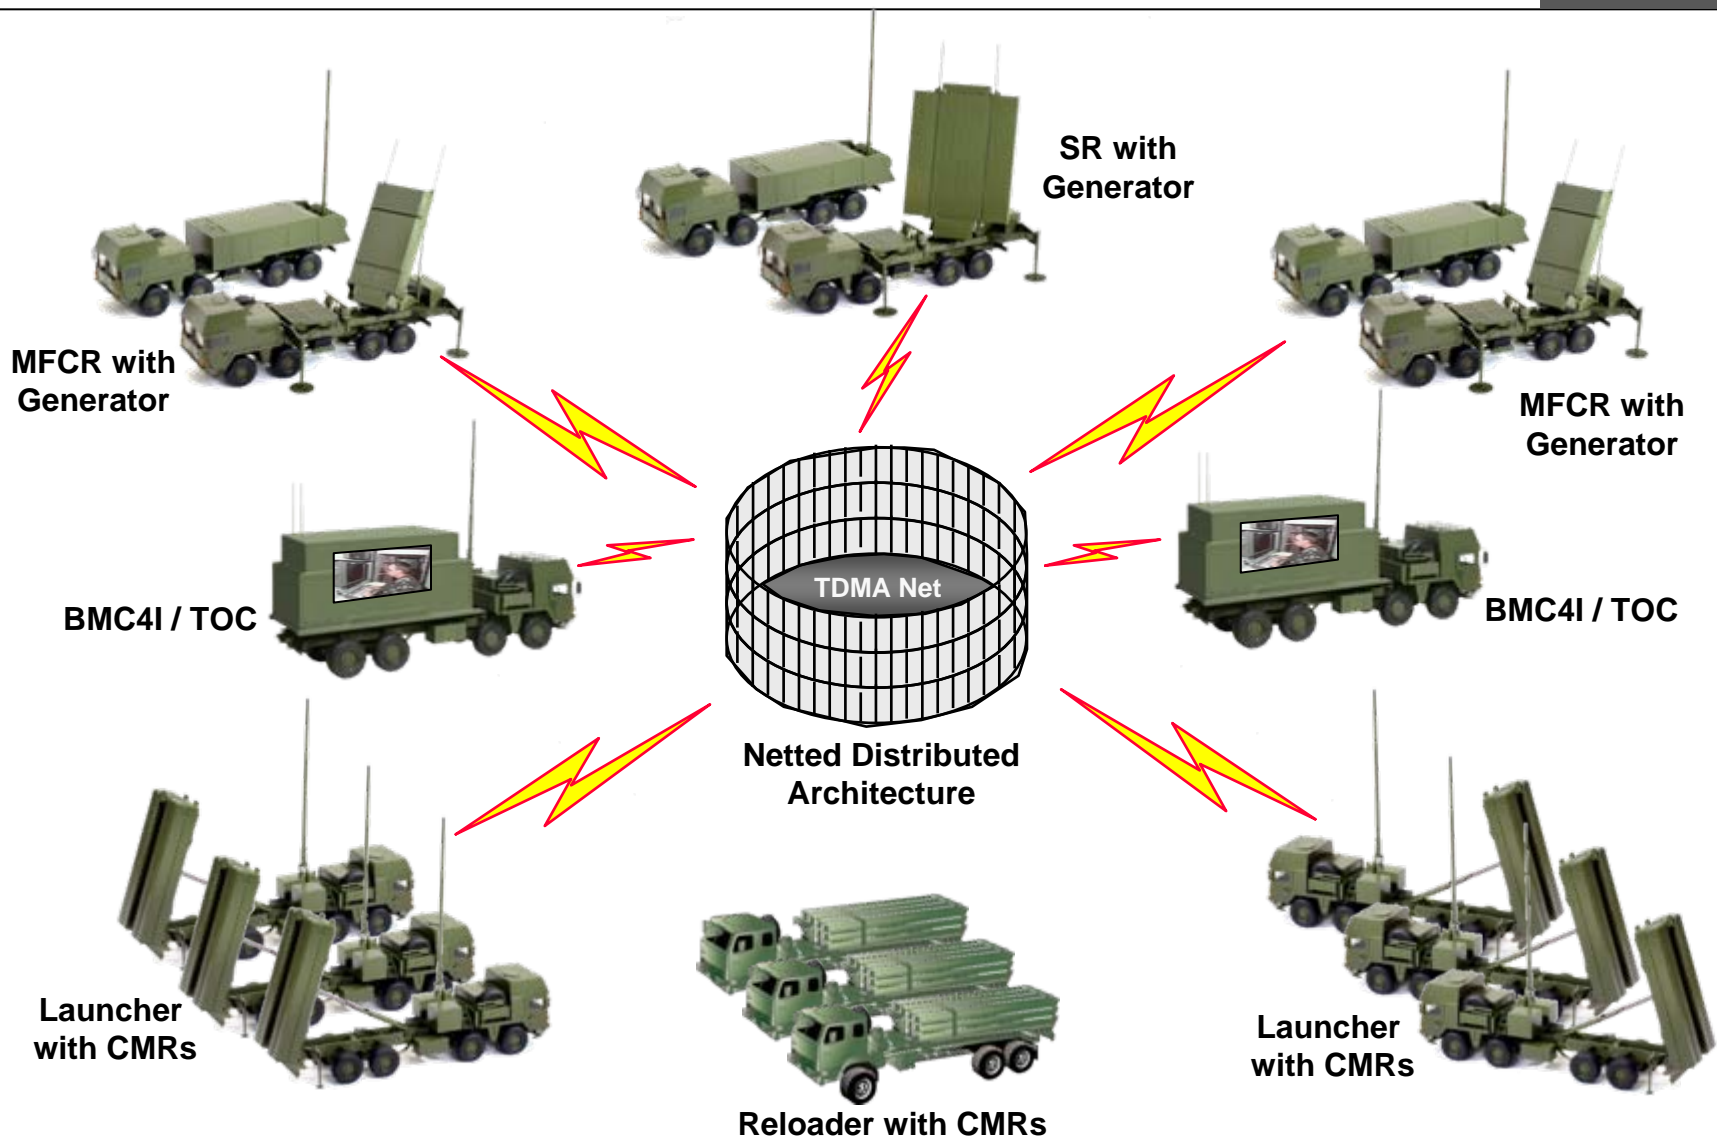 SR with
Generator
MFCR with
Generator
MFCR with
Generator
TDMA Net
BMC4I / TOC
BMC4I / TOC
Netted Distributed
Architecture
Launcher
with CMRs
Launcher
with CMRs
Reloader with CMRs